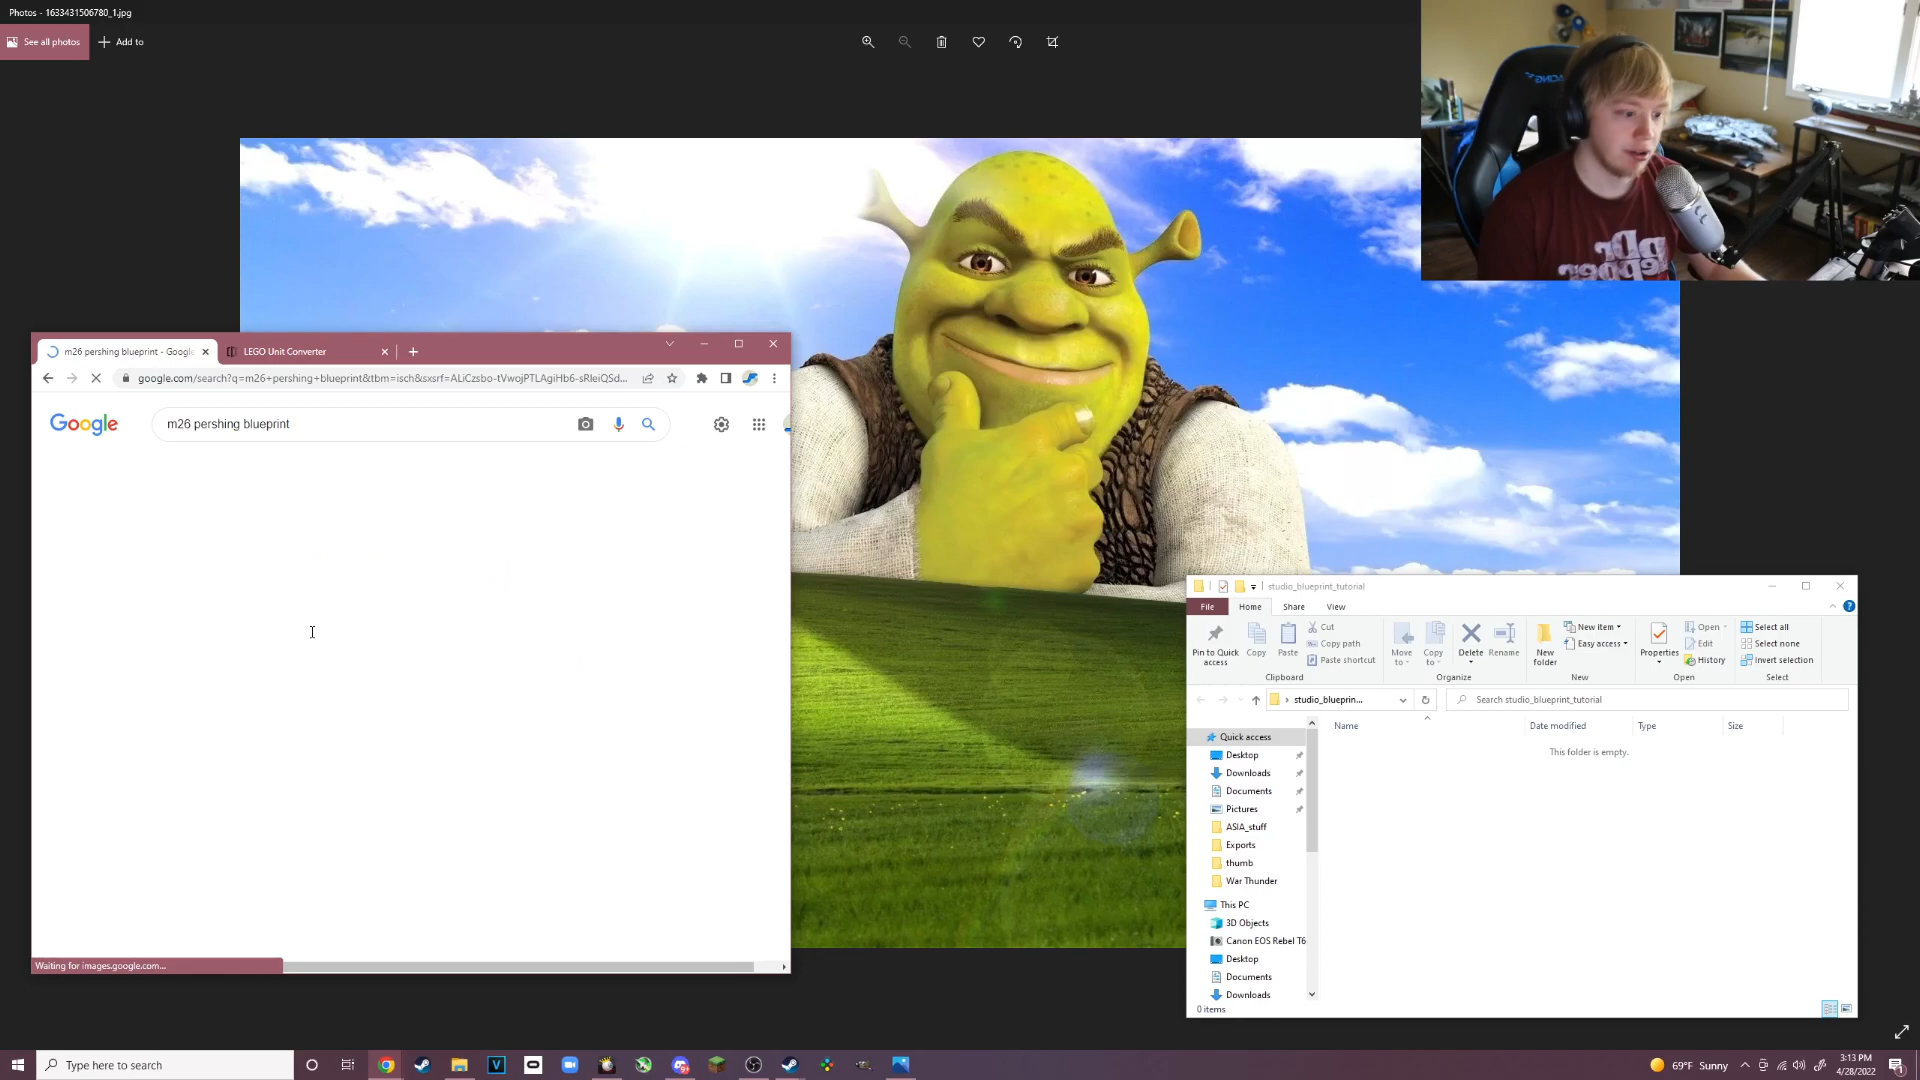 Photos - 1633431506780_1.jpg
See all photos
Add to
m26 pershing blueprint - Google
LEGO Unit Converter
google.com/search?q=m26+pershing+blueprint&tbm=isch&sxsrf=ALiCzsbo-tVwojPTLAgiHb6-sRIeiQSd...
Google
m26 pershing blueprint
Waiting for images.google.com...
studio_blueprint_tutorial
File
Home
Share
View
Pin to Quick access
Copy
Paste
Cut
Copy path
Paste shortcut
Move to
Copy to
Delete
Rename
New folder
New item
Easy access
Properties
Open
Edit
History
Select all
Select none
Invert selection
Clipboard
Organize
New
Open
Select
studio_blueprin...
Search studio_blueprint_tutorial
Name
Date modified
Type
Size
This folder is empty.
Quick access
Desktop
Downloads
Documents
Pictures
ASIA_stuff
Exports
thumb
War Thunder
This PC
3D Objects
Canon EOS Rebel T6
Desktop
Documents
Downloads
0 items
Type here to search
69°F Sunny
3:13 PM
4/28/2022